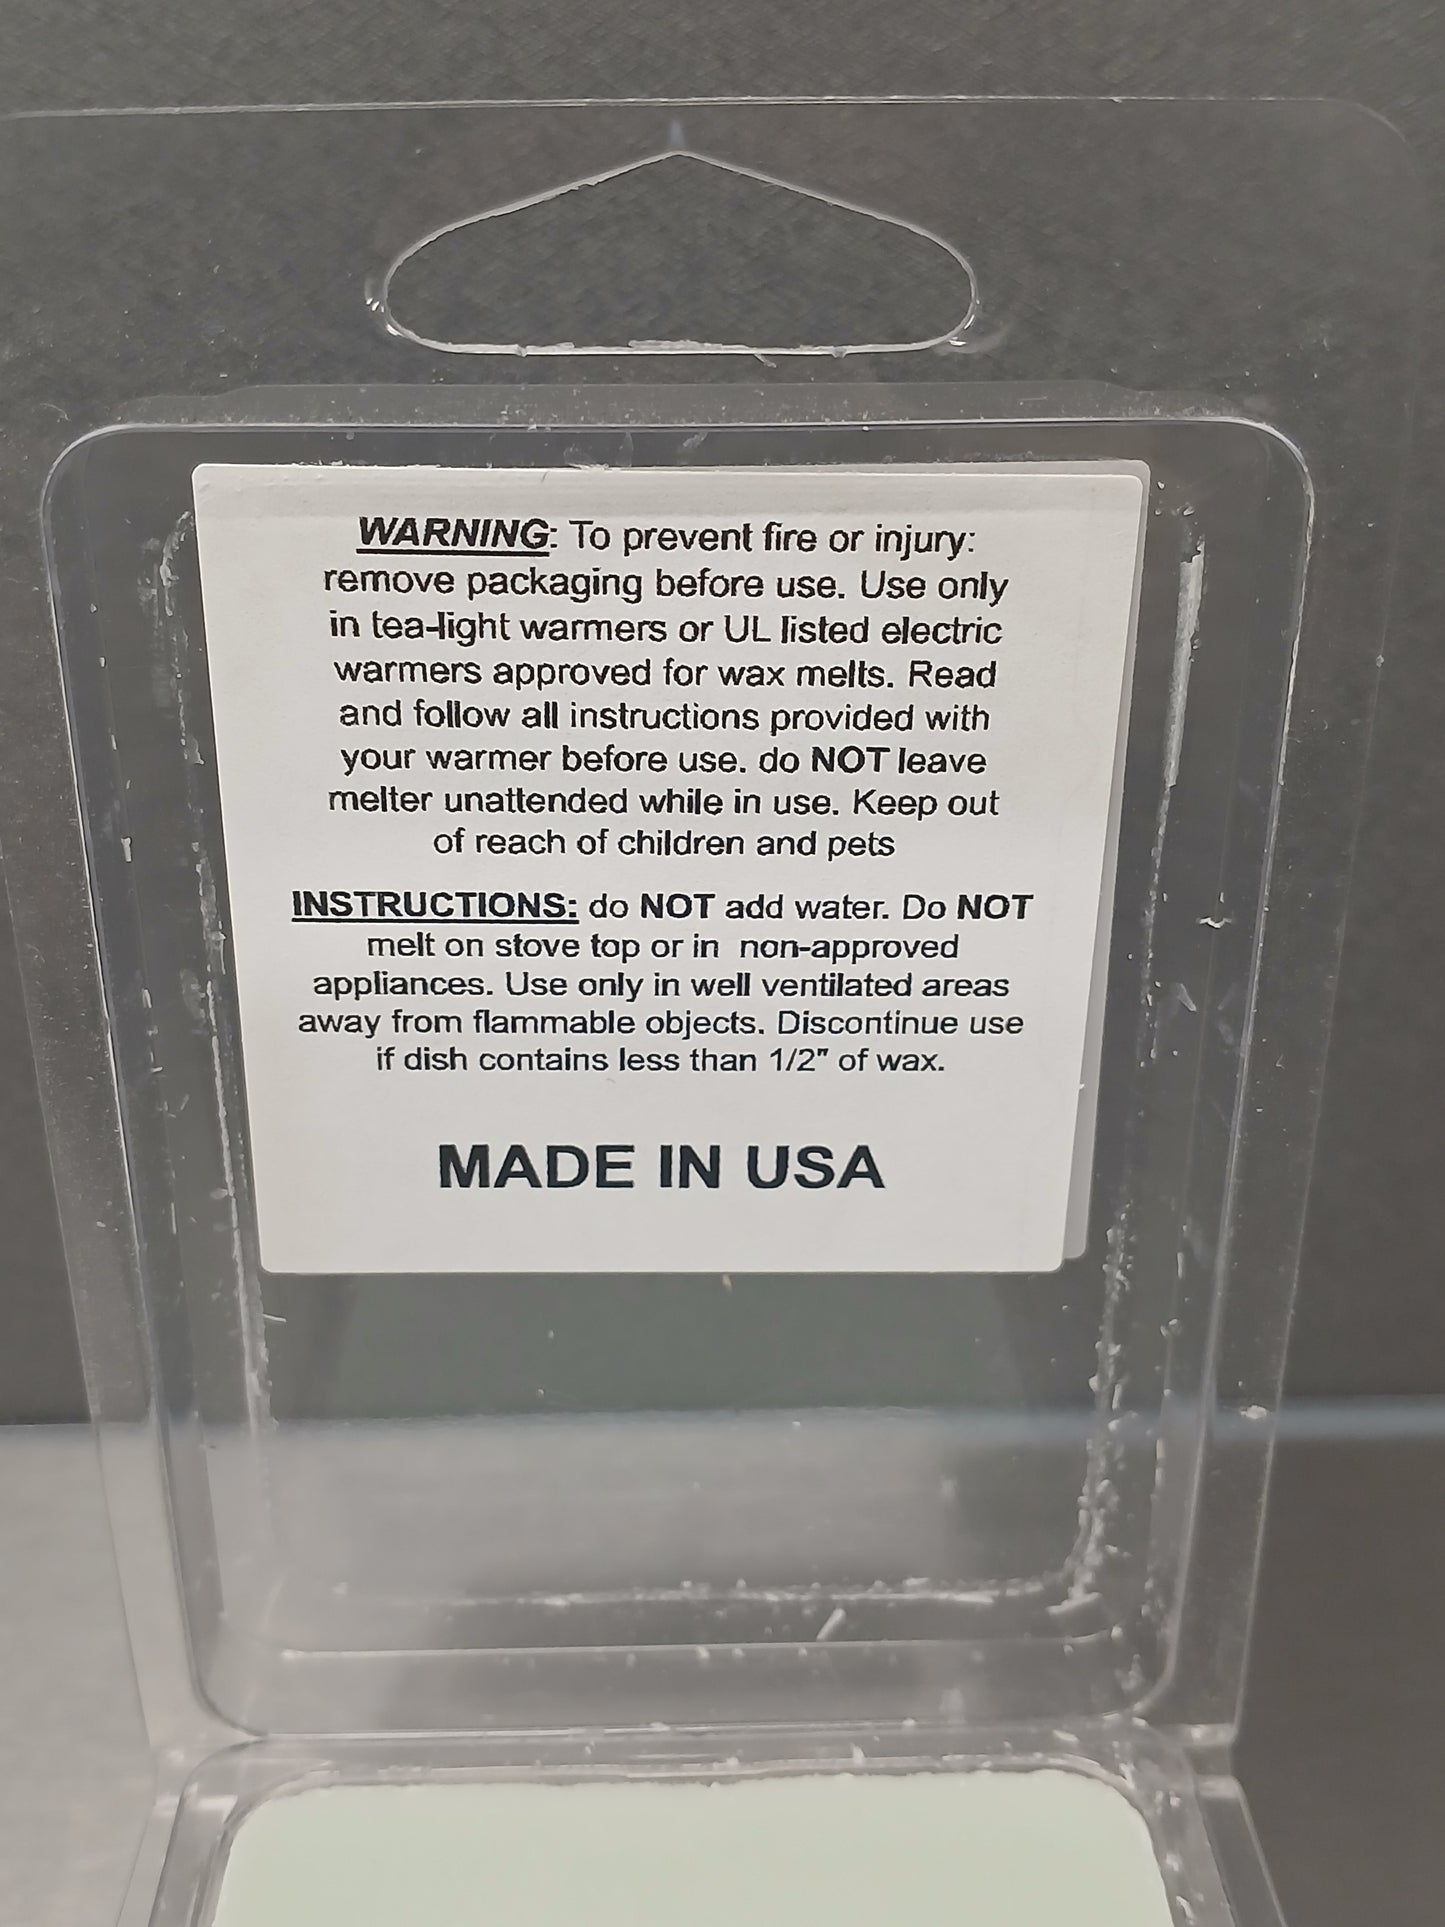 WARNING: To prevent fire or injury:
remove packaging before use. Use only
in tea-light warmers or UL listed electric
warmers approved for wax melts. Read
and follow all instructions provided with
your warmer before use. do NOT leave
melter unattended while in use. Keep out
of reach of children and pets
INSTRUCTIONS: do NOT add water. Do NOT
melt on stove top or in non-approved
appliances. Use only in well ventilated areas
away from flammable objects. Discontinue use
if dish contains less than 1/2" of wax.
MADE IN USA